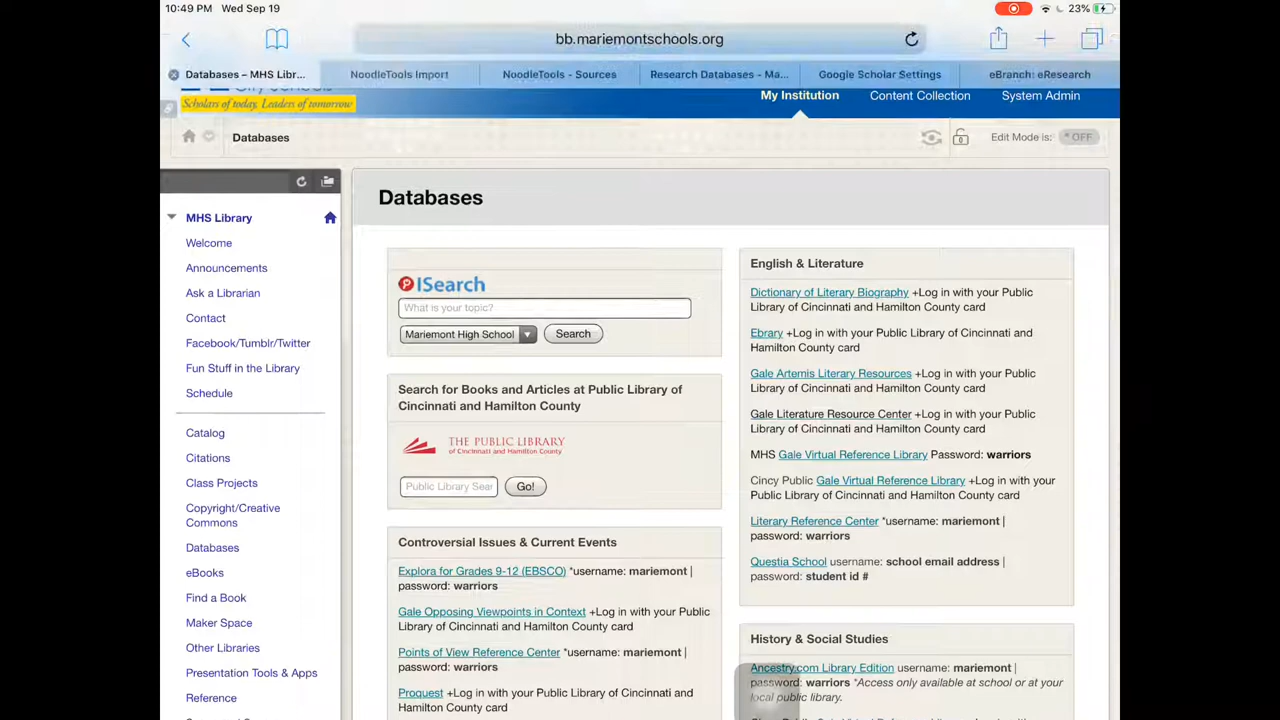 10:49 PM Wed Sep 19
23%
bb.mariemontschools.org
Databases – MHS Libr...
NoodleTools Import
NoodleTools - Sources
Research Databases - Ma...
Google Scholar Settings
eBranch: eResearch
Scholars of today, Leaders of tomorrow
My Institution
Content Collection
System Admin
Databases
Edit Mode is: • OFF
MHS Library
Welcome
Announcements
Ask a Librarian
Contact
Facebook/Tumblr/Twitter
Fun Stuff in the Library
Schedule
Catalog
Citations
Class Projects
Copyright/Creative
Commons
Databases
eBooks
Find a Book
Maker Space
Other Libraries
Presentation Tools & Apps
Reference
Databases
ISearch
What is your topic?
Mariemont High School
Search
Search for Books and Articles at Public Library of
Cincinnati and Hamilton County
THE PUBLIC LIBRARY
of Cincinnati and Hamilton County
Public Library Sear
Go!
Controversial Issues & Current Events
Explora for Grades 9-12 (EBSCO) *username: mariemont |
password: warriors
Gale Opposing Viewpoints in Context +Log in with your Public
Library of Cincinnati and Hamilton County card
Points of View Reference Center *username: mariemont |
password: warriors
Proquest +Log in with your Public Library of Cincinnati and
Hamilton County card
English & Literature
Dictionary of Literary Biography +Log in with your Public
Library of Cincinnati and Hamilton County card
Ebrary +Log in with your Public Library of Cincinnati and
Hamilton County card
Gale Artemis Literary Resources +Log in with your Public
Library of Cincinnati and Hamilton County card
Gale Literature Resource Center +Log in with your Public
Library of Cincinnati and Hamilton County card
MHS Gale Virtual Reference Library Password: warriors
Cincy Public Gale Virtual Reference Library +Log in with your
Public Library of Cincinnati and Hamilton County card
Literary Reference Center *username: mariemont |
password: warriors
Questia School username: school email address |
password: student id #
History & Social Studies
Ancestry.com Library Edition username: mariemont |
password: warriors *Access only available at school or at your
local public library.